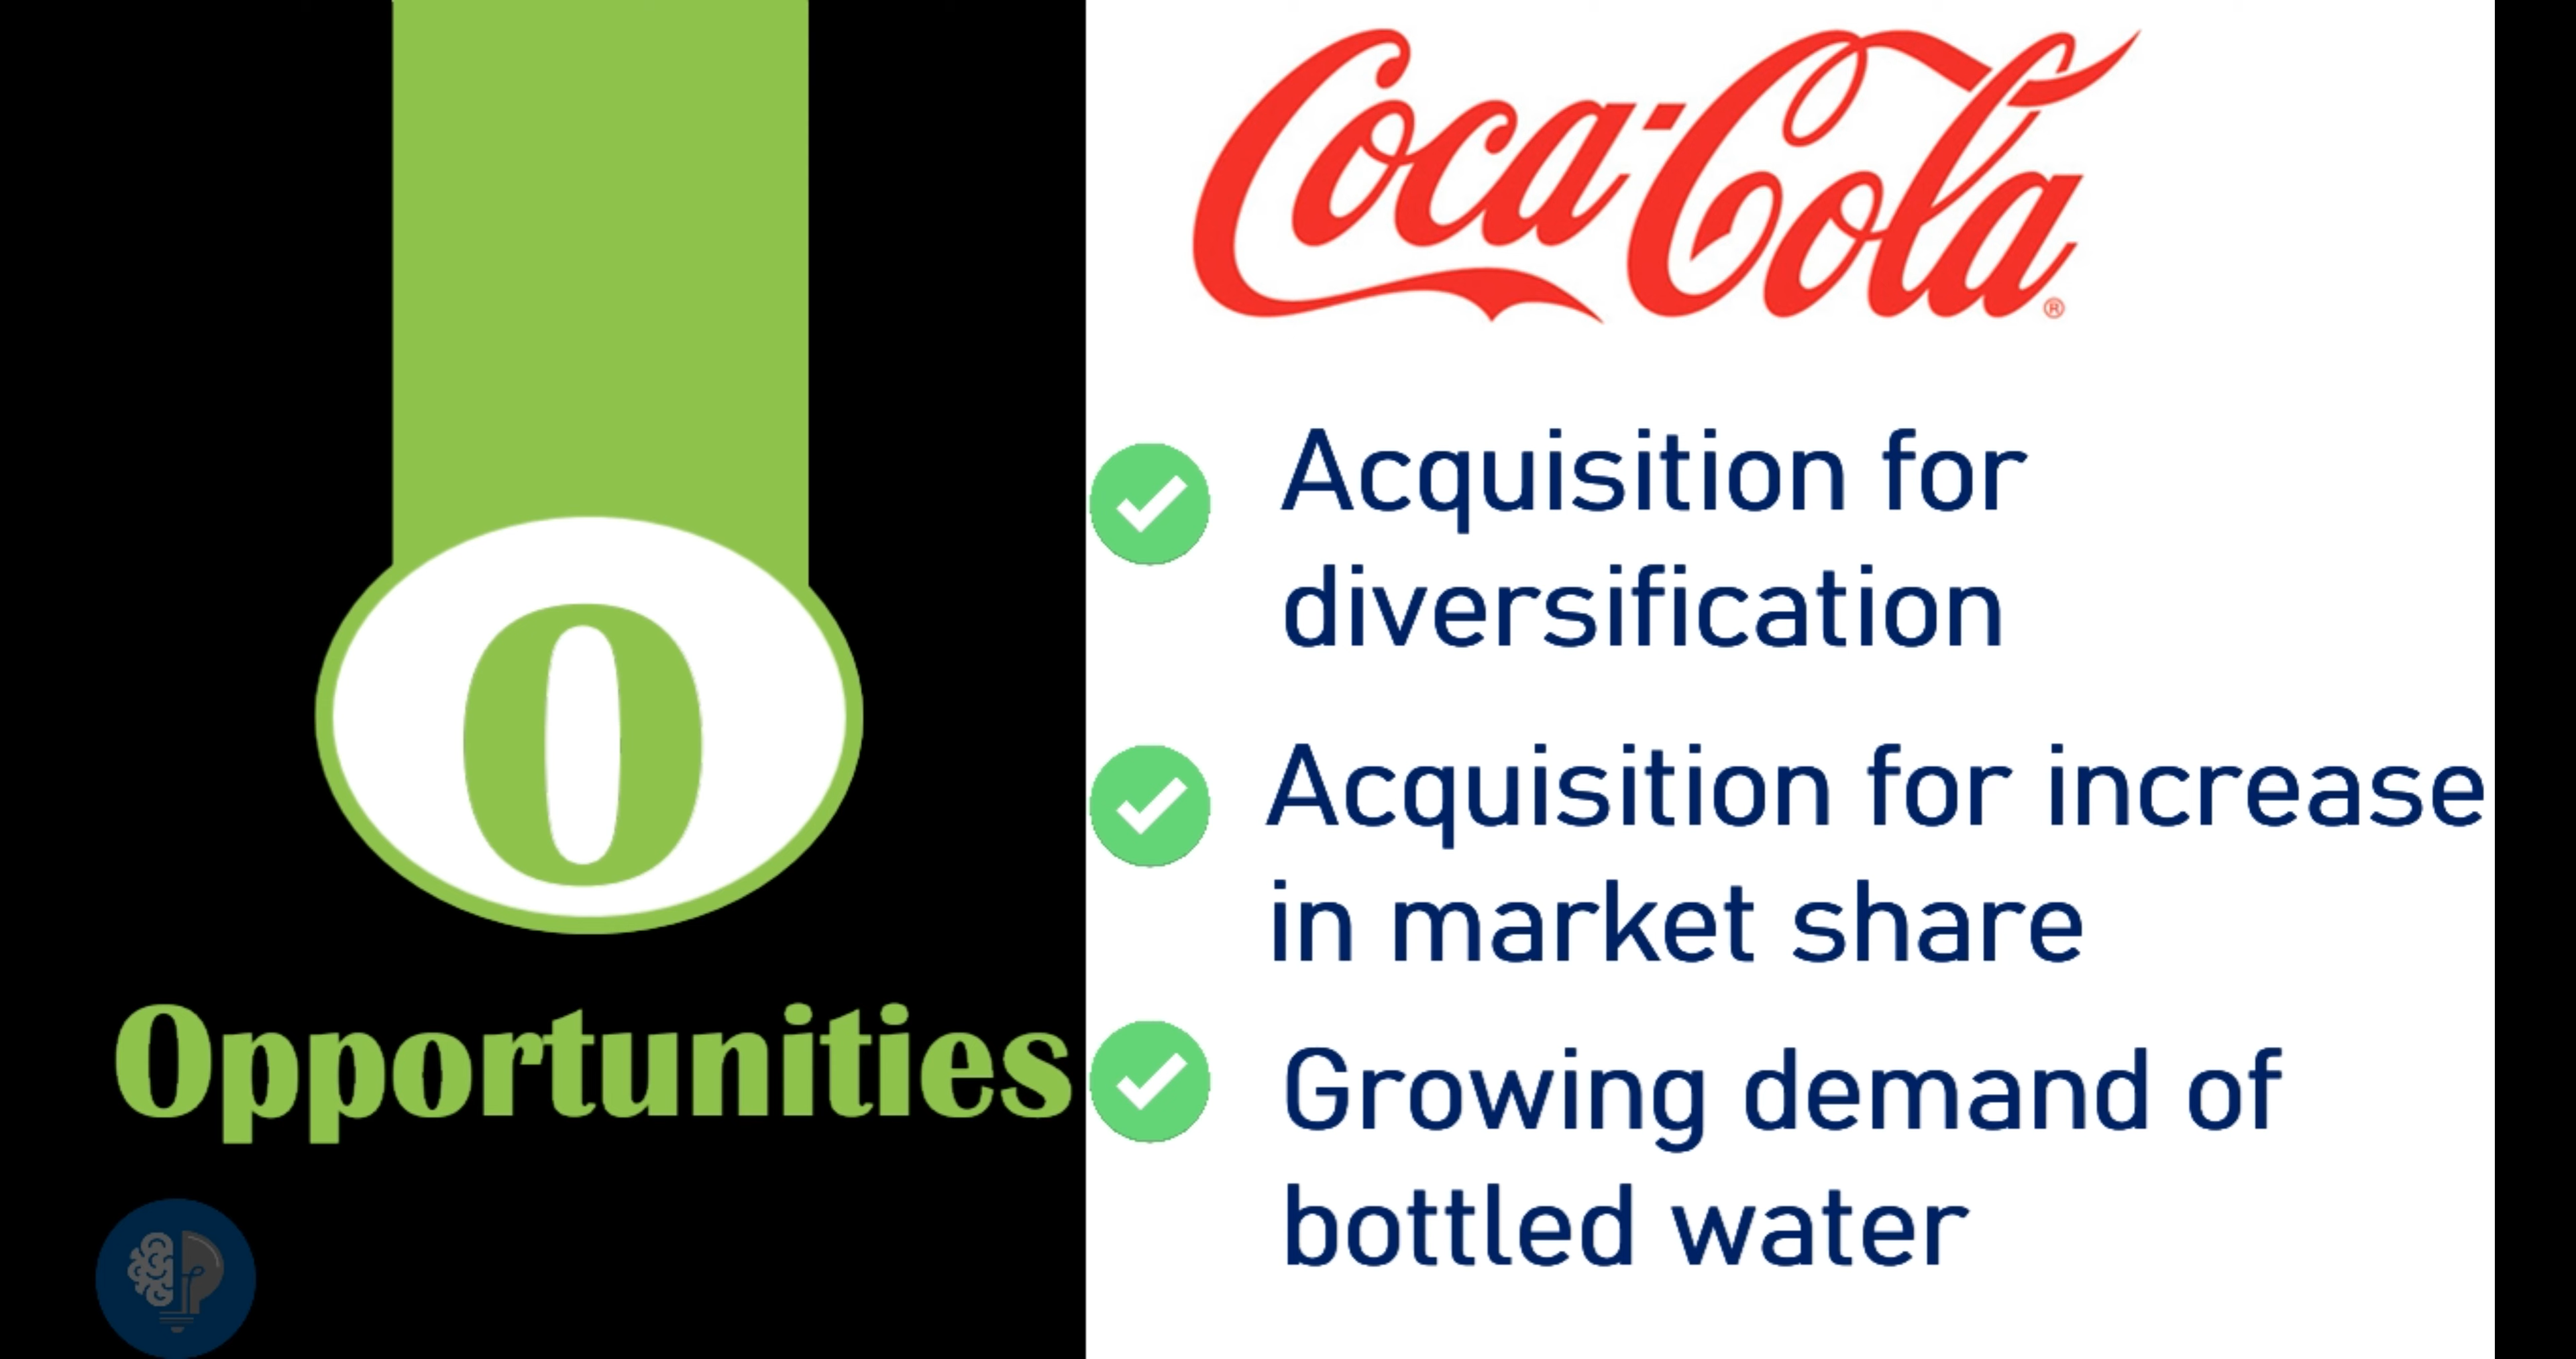 O
Opportunities
Coca-Cola®
Acquisition for
diversification
Acquisition for increase
in market share
Growing demand of
bottled water